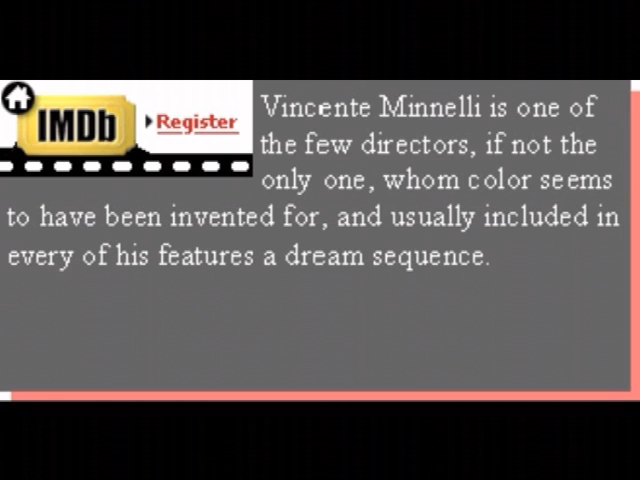 IMDb
Register
Vincente Minnelli is one of
the few directors, if not the
only one, whom color seems
to have been invented for, and usually included in
every of his features a dream sequence.